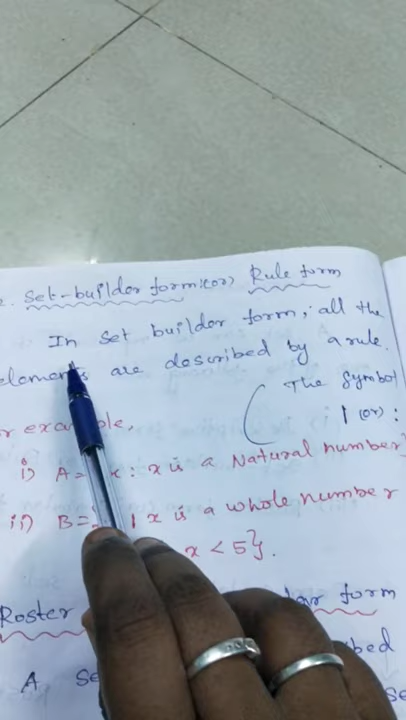 Set-builder form: (or) Rule form
In Set builder form, all the
elements are described by a rule.
The Symbol
| (or) :
example,
i) A= x : x is a Natural number}
ii) B={ | x is a whole number
x < 5}.
Roster form
A